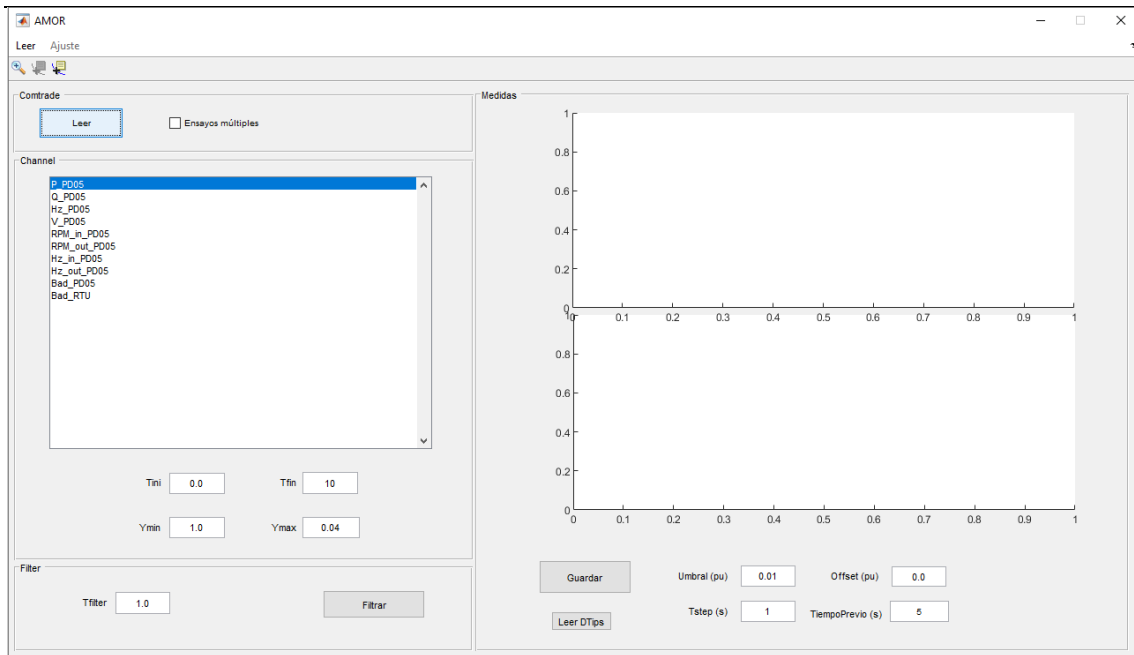 AMOR
Leer Ajuste
Comtrade
Leer
Ensayos múltiples
Channel
P_PD05
Q_PD05
Hz_PD05
V_PD05
RPM_in_PD05
RPM_out_PD05
Hz_in_PD05
Hz_out_PD05
Bad_PD05
Bad_RTU
Tini 0.0 Tfin 10
Ymin 1.0 Ymax 0.04
Filter
Tfilter 1.0 Filtrar
Medidas
1
0.8
0.6
0.4
0.2
0
0 0.1 0.2 0.3 0.4 0.5 0.6 0.7 0.8 0.9 1
1
0.8
0.6
0.4
0.2
0
0 0.1 0.2 0.3 0.4 0.5 0.6 0.7 0.8 0.9 1
Guardar Umbral (pu) 0.01 Offset (pu) 0.0
Leer DTips Tstep (s) 1 TiempoPrevio (s) 5